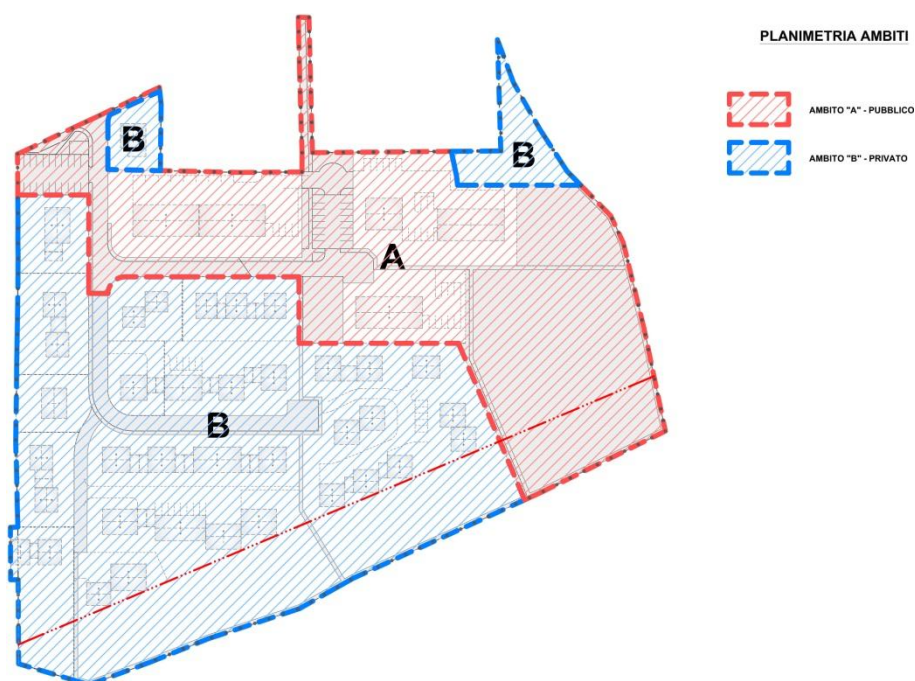 PLANIMETRIA AMBITI
AMBITO "A" - PUBBLICO
AMBITO "B" - PRIVATO
B
B
A
B